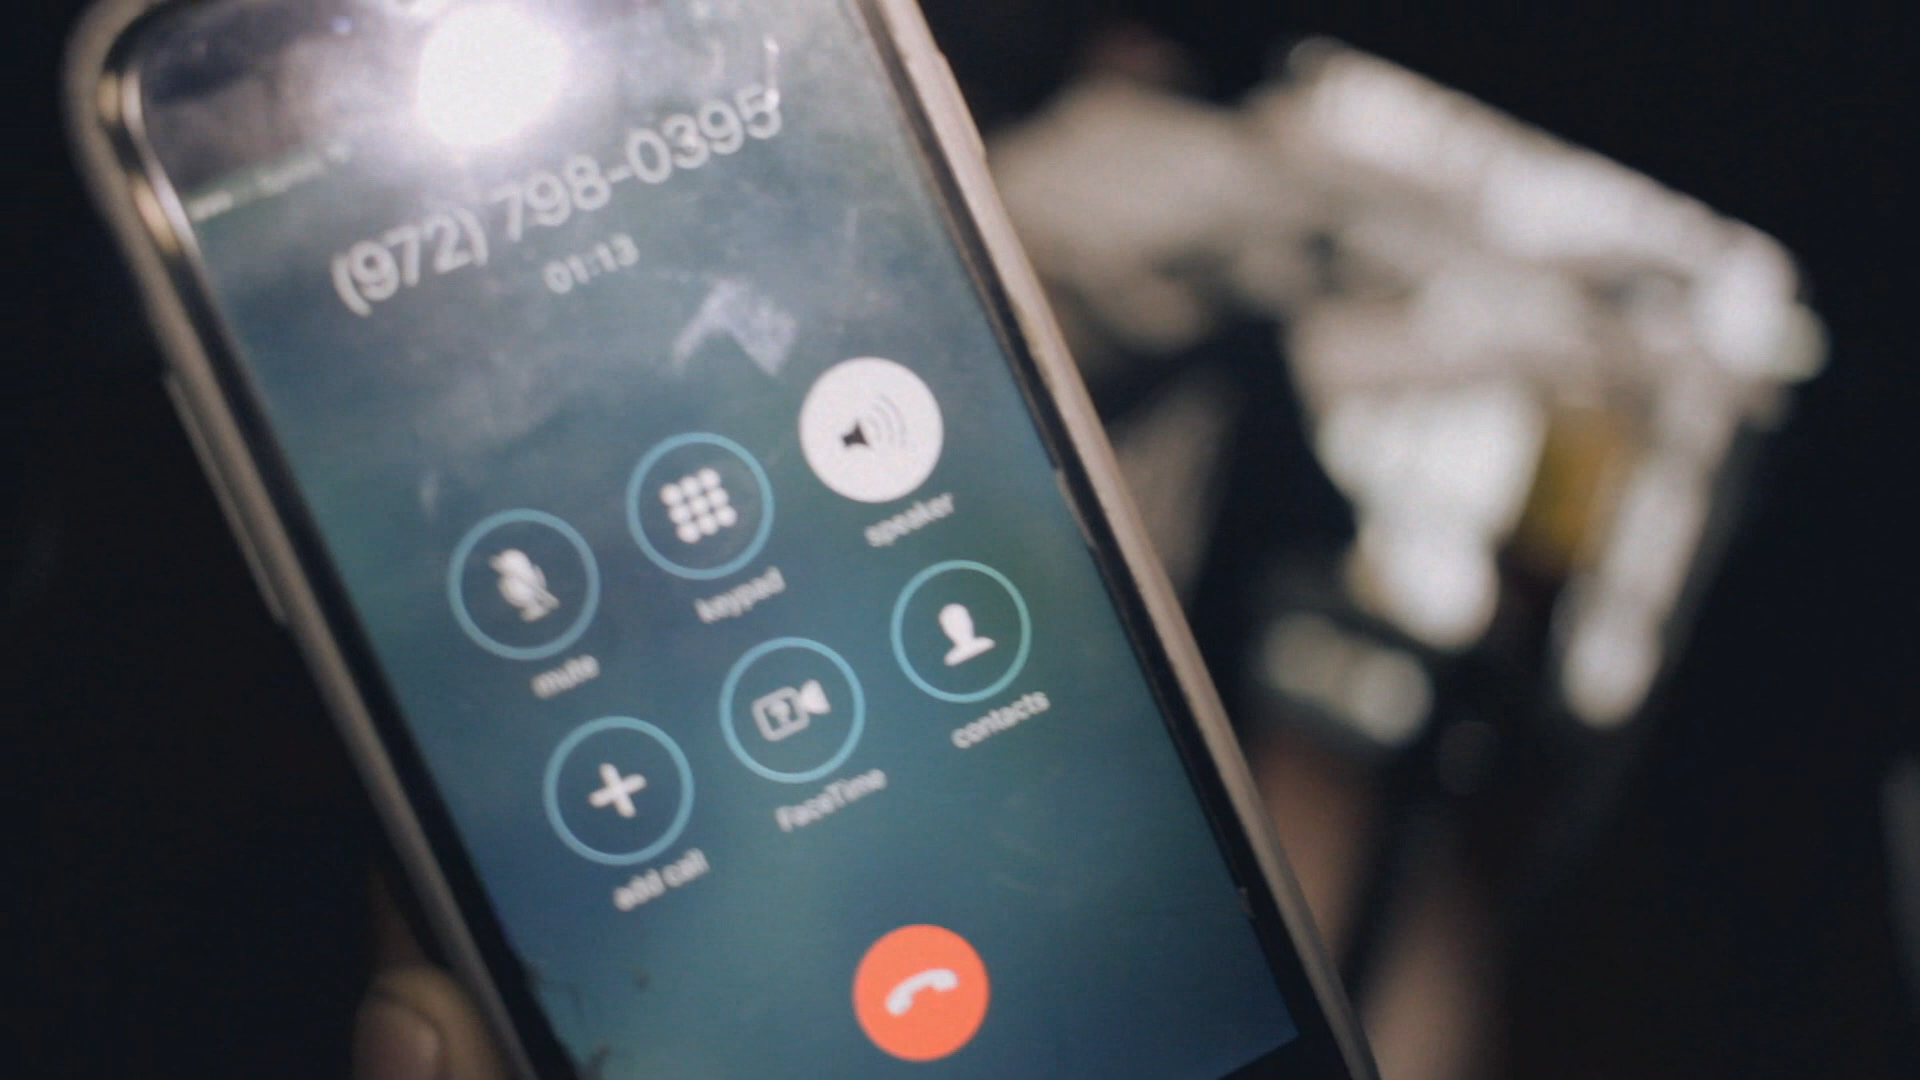 (972) 798-0395
01:13
mute
keypad
speaker
add call
FaceTime
contacts